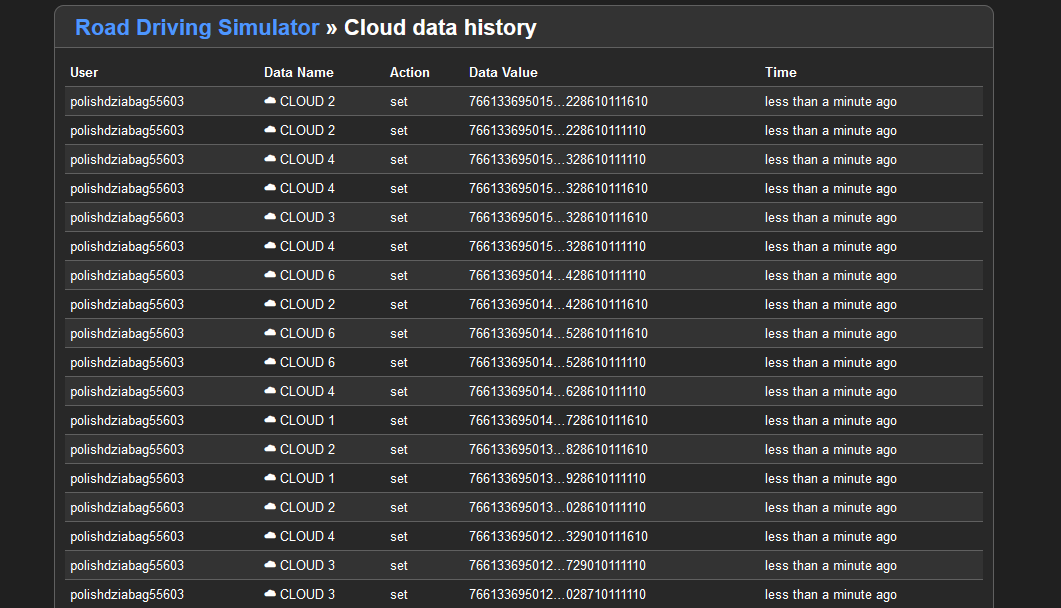 Road Driving Simulator » Cloud data history
User Data Name Action Data Value Time
polishdziabag55603 CLOUD 2 set 766133695015...228610111610 less than a minute ago
polishdziabag55603 CLOUD 2 set 766133695015...228610111110 less than a minute ago
polishdziabag55603 CLOUD 4 set 766133695015...328610111110 less than a minute ago
polishdziabag55603 CLOUD 4 set 766133695015...328610111610 less than a minute ago
polishdziabag55603 CLOUD 3 set 766133695015...328610111610 less than a minute ago
polishdziabag55603 CLOUD 4 set 766133695015...328610111110 less than a minute ago
polishdziabag55603 CLOUD 6 set 766133695014...428610111110 less than a minute ago
polishdziabag55603 CLOUD 2 set 766133695014...428610111610 less than a minute ago
polishdziabag55603 CLOUD 6 set 766133695014...528610111610 less than a minute ago
polishdziabag55603 CLOUD 6 set 766133695014...528610111110 less than a minute ago
polishdziabag55603 CLOUD 4 set 766133695014...628610111110 less than a minute ago
polishdziabag55603 CLOUD 1 set 766133695014...728610111610 less than a minute ago
polishdziabag55603 CLOUD 2 set 766133695013...828610111610 less than a minute ago
polishdziabag55603 CLOUD 1 set 766133695013...928610111110 less than a minute ago
polishdziabag55603 CLOUD 2 set 766133695013...028610111110 less than a minute ago
polishdziabag55603 CLOUD 4 set 766133695012...329010111610 less than a minute ago
polishdziabag55603 CLOUD 3 set 766133695012...729010111110 less than a minute ago
polishdziabag55603 CLOUD 3 set 766133695012...028710111110 less than a minute ago